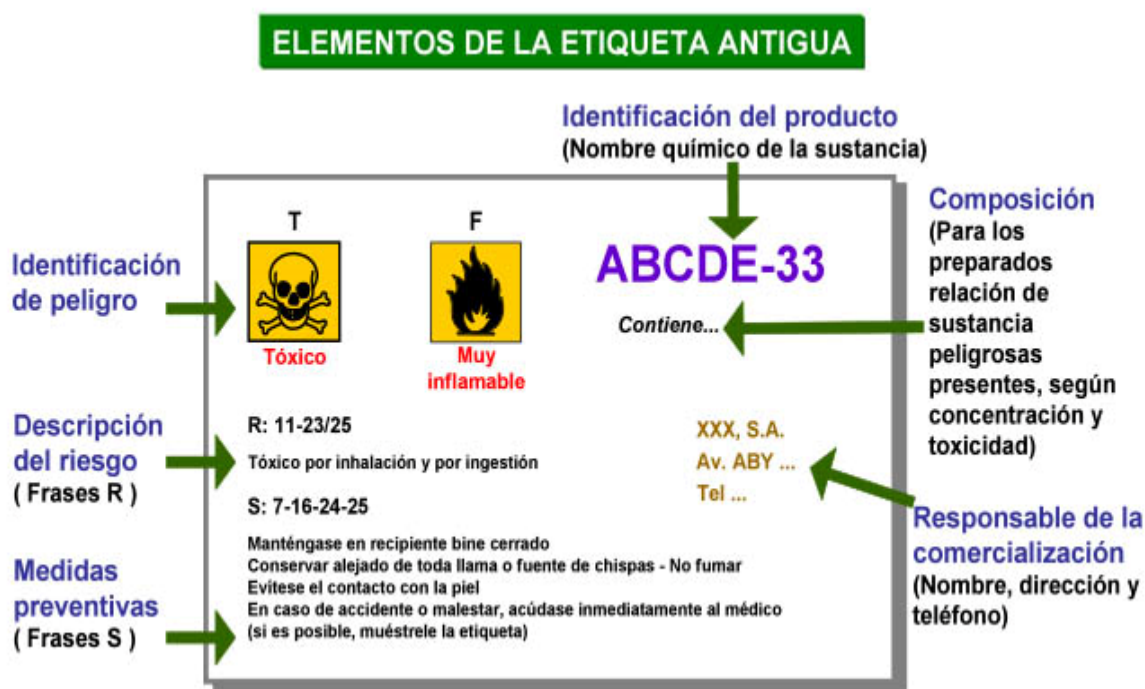 ELEMENTOS DE LA ETIQUETA ANTIGUA
Identificación del producto
(Nombre químico de la sustancia)
Identificación
de peligro
T
Tóxico
F
Muy
inflamable
ABCDE-33
Contiene...
Composición
(Para los
preparados
relación de
sustancia
peligrosas
presentes, según
concentración y
toxicidad)
Descripción
del riesgo
( Frases R )
R: 11-23/25
Tóxico por inhalación y por ingestión
XXX, S.A.
Av. ABY ...
Tel ...
Responsable de la
comercialización
(Nombre, dirección y
teléfono)
Medidas
preventivas
( Frases S )
S: 7-16-24-25
Manténgase en recipiente bine cerrado
Conservar alejado de toda llama o fuente de chispas - No fumar
Evítese el contacto con la piel
En caso de accidente o malestar, acúdase inmediatamente al médico
(si es posible, muéstrele la etiqueta)